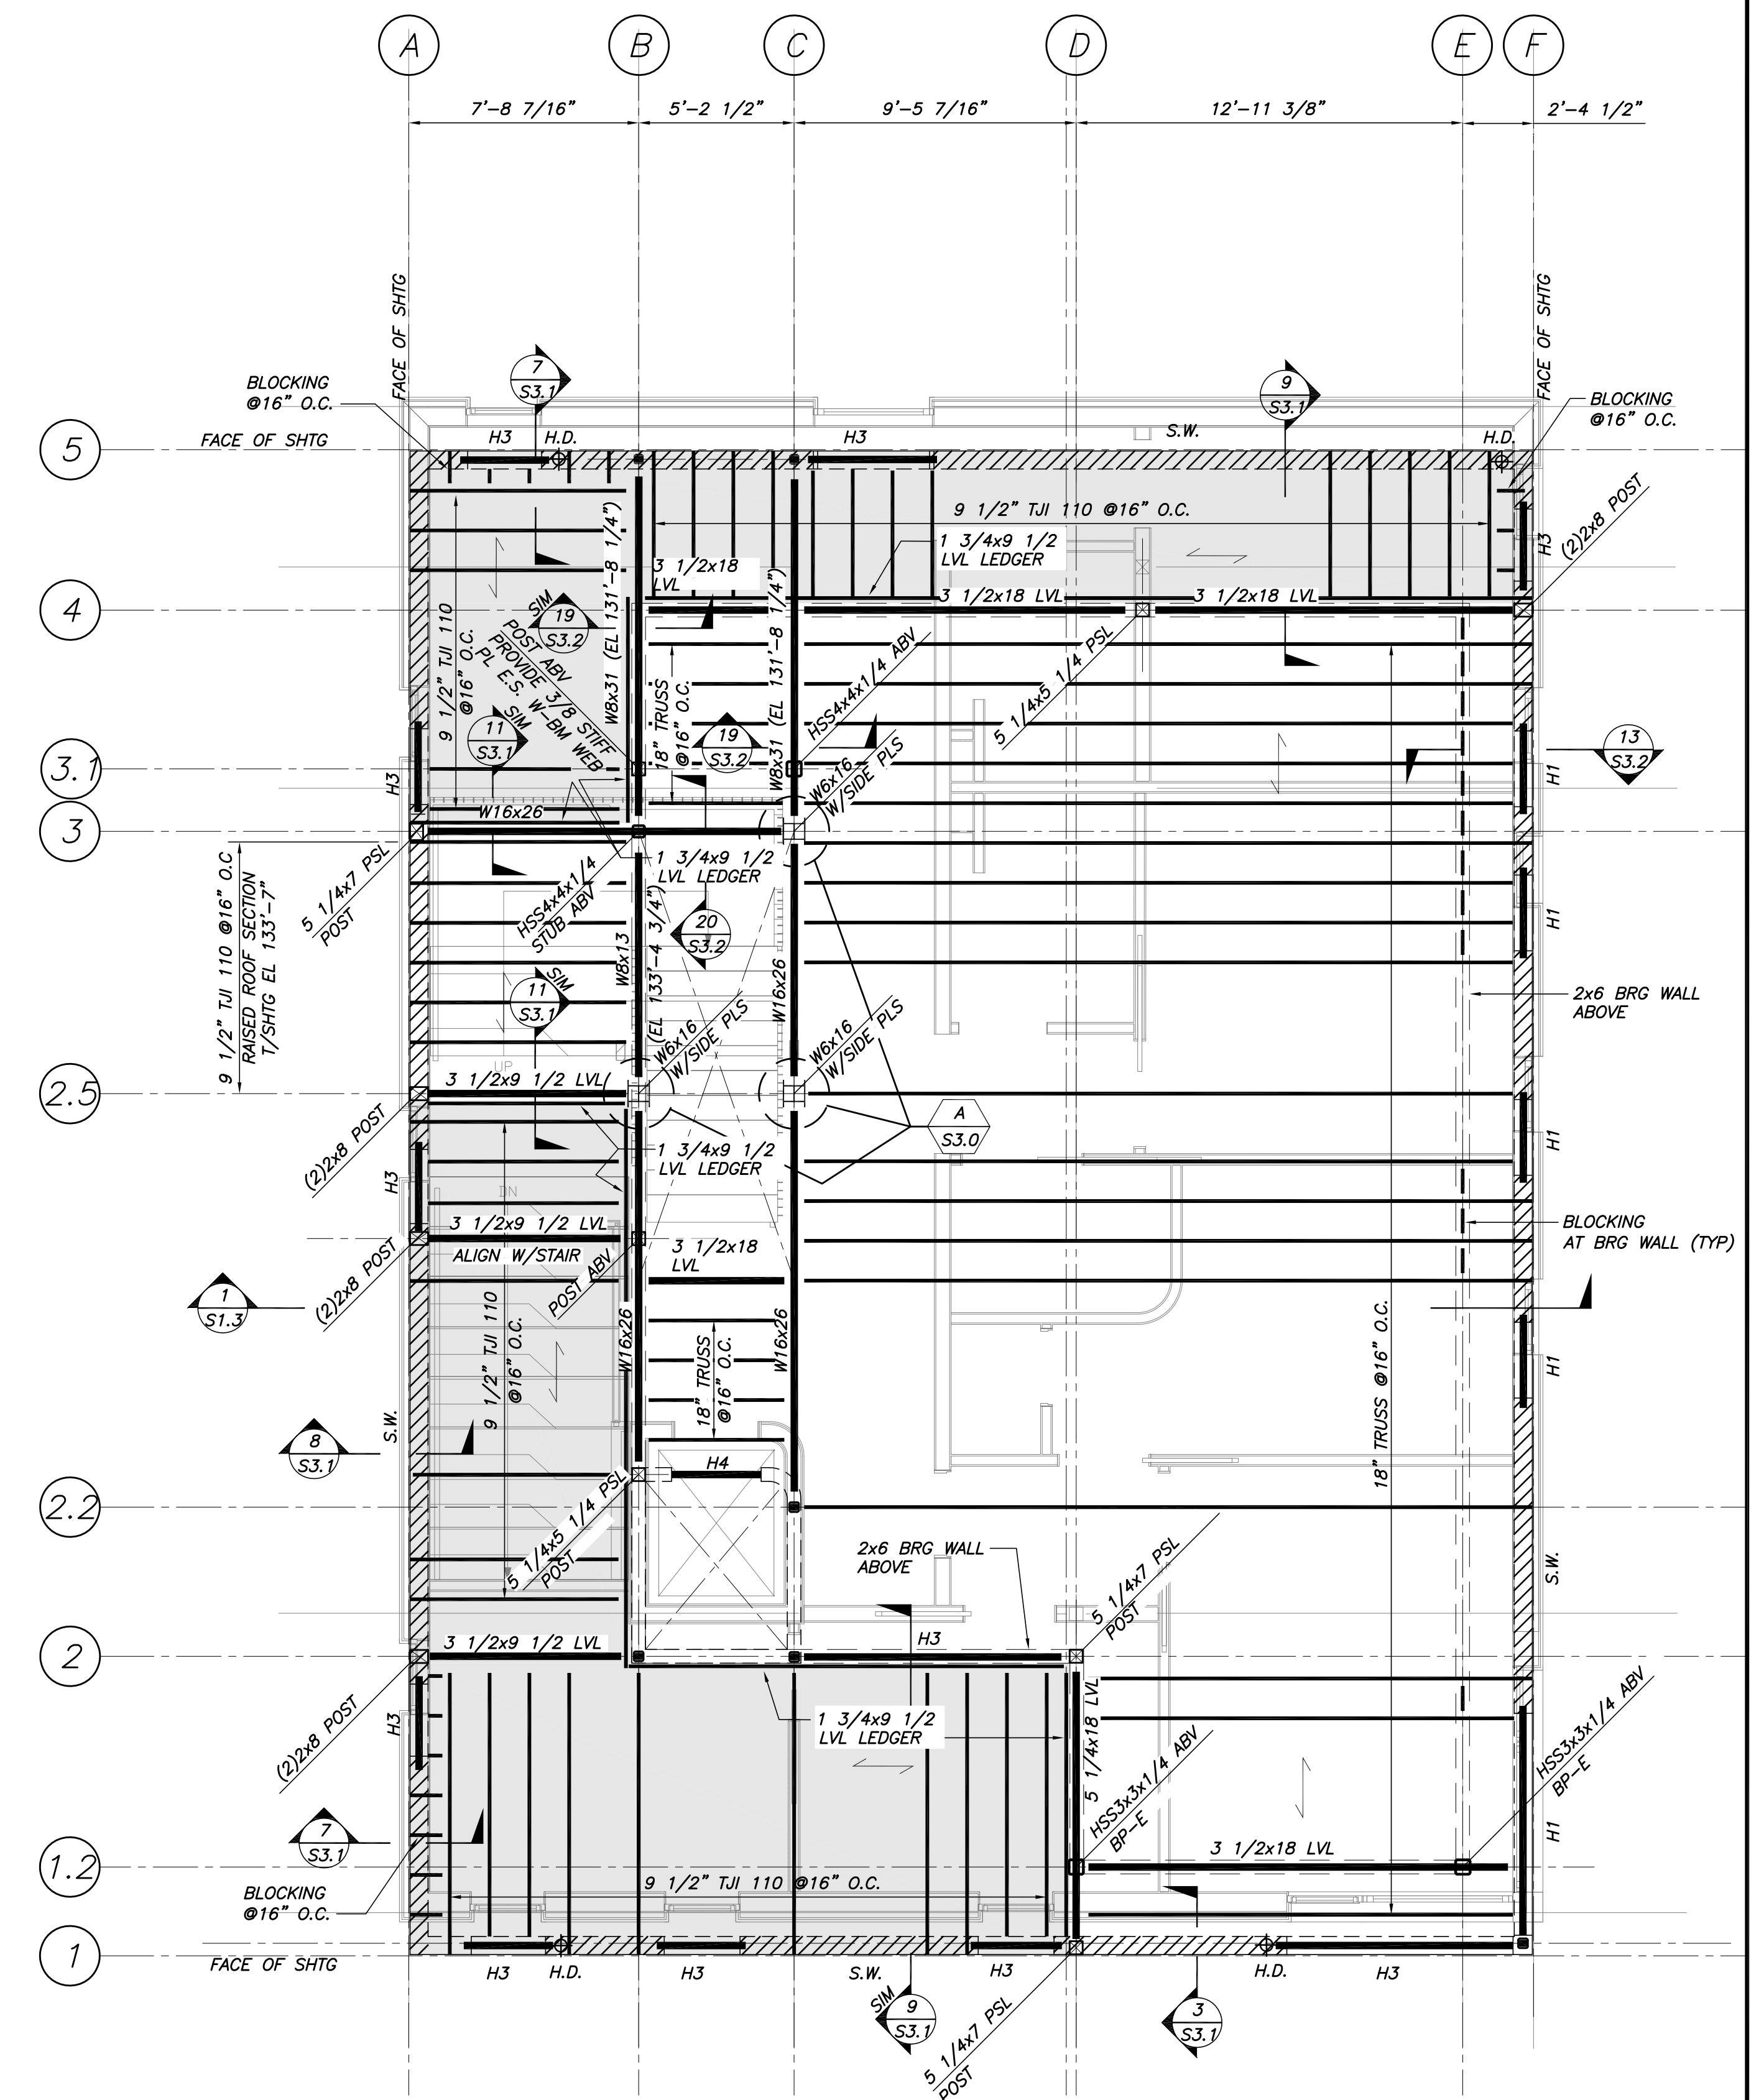 A
B
C
D
E
F
7'-8 7/16"
5'-2 1/2"
9'-5 7/16"
12'-11 3/8"
2'-4 1/2"
FACE OF SHTG
FACE OF SHTG
7
S3.1
9
S3.1
BLOCKING
@16" O.C.
BLOCKING
@16" O.C.
5
FACE OF SHTG
H3
H.D.
H3
S.W.
H.D.
9 1/2" TJI 110 @16" O.C.
(2)2x8 POST
H3
1 3/4x9 1/2
LVL LEDGER
W8x31 (EL 131'-8 1/4")
3 1/2x18
LVL
W8x31 (EL 131'-8 1/4")
4
3 1/2x18 LVL
3 1/2x18 LVL
SIM
19
S3.2
9 1/2" TJI 110
@16" O.C.
POST ABV
PROVIDE 3/8 STIFF
PL E.S. W-BM WEB
18" TRUSS
@16" O.C.
HSS4x4x1/4 ABV
5 1/4x5 1/4 PSL
11
S3.1
SIM
19
S3.2
13
S3.2
3.1
H3
W6x16
W/SIDE PLS
H1
W16x26
3
5 1/4x7 PSL
POST
HSS4x4x1/4
STUB ABV
1 3/4x9 1/2
LVL LEDGER
9 1/2" TJI 110 @16" O.C
RAISED ROOF SECTION
T/SHTG EL 133'-7"
20
S3.2
W8x13
(EL 133'-4 3/4")
W16x26
H1
11
S3.1
SIM
2x6 BRG WALL
ABOVE
W6x16
W/SIDE PLS
W6x16
W/SIDE PLS
UP
2.5
3 1/2x9 1/2 LVL
A
S3.0
(2)2x8 POST
1 3/4x9 1/2
LVL LEDGER
H3
H1
DN
3 1/2x9 1/2 LVL
ALIGN W/STAIR
BLOCKING
AT BRG WALL (TYP)
(2)2x8 POST
POST ABV
3 1/2x18
LVL
1
S1.3
9 1/2" TJI 110
@16" O.C.
W16x26
18" TRUSS
@16" O.C.
W16x26
18" TRUSS @16" O.C.
H1
S.W.
8
S3.1
H4
2.2
5 1/4x5 1/4 PSL
POST
2x6 BRG WALL
ABOVE
5 1/4x7 PSL
POST
S.W.
2
3 1/2x9 1/2 LVL
H3
(2)2x8 POST
H3
1 3/4x9 1/2
LVL LEDGER
5 1/4x18 LVL
HSS3x3x1/4 ABV
BP-E
HSS3x3x1/4 ABV
BP-E
7
S3.1
H1
1.2
3 1/2x18 LVL
BLOCKING
@16" O.C.
9 1/2" TJI 110 @16" O.C.
1
FACE OF SHTG
H3
H.D.
H3
S.W.
H3
H.D.
H3
SIM
9
S3.1
3
S3.1
5 1/4x7 PSL
POST